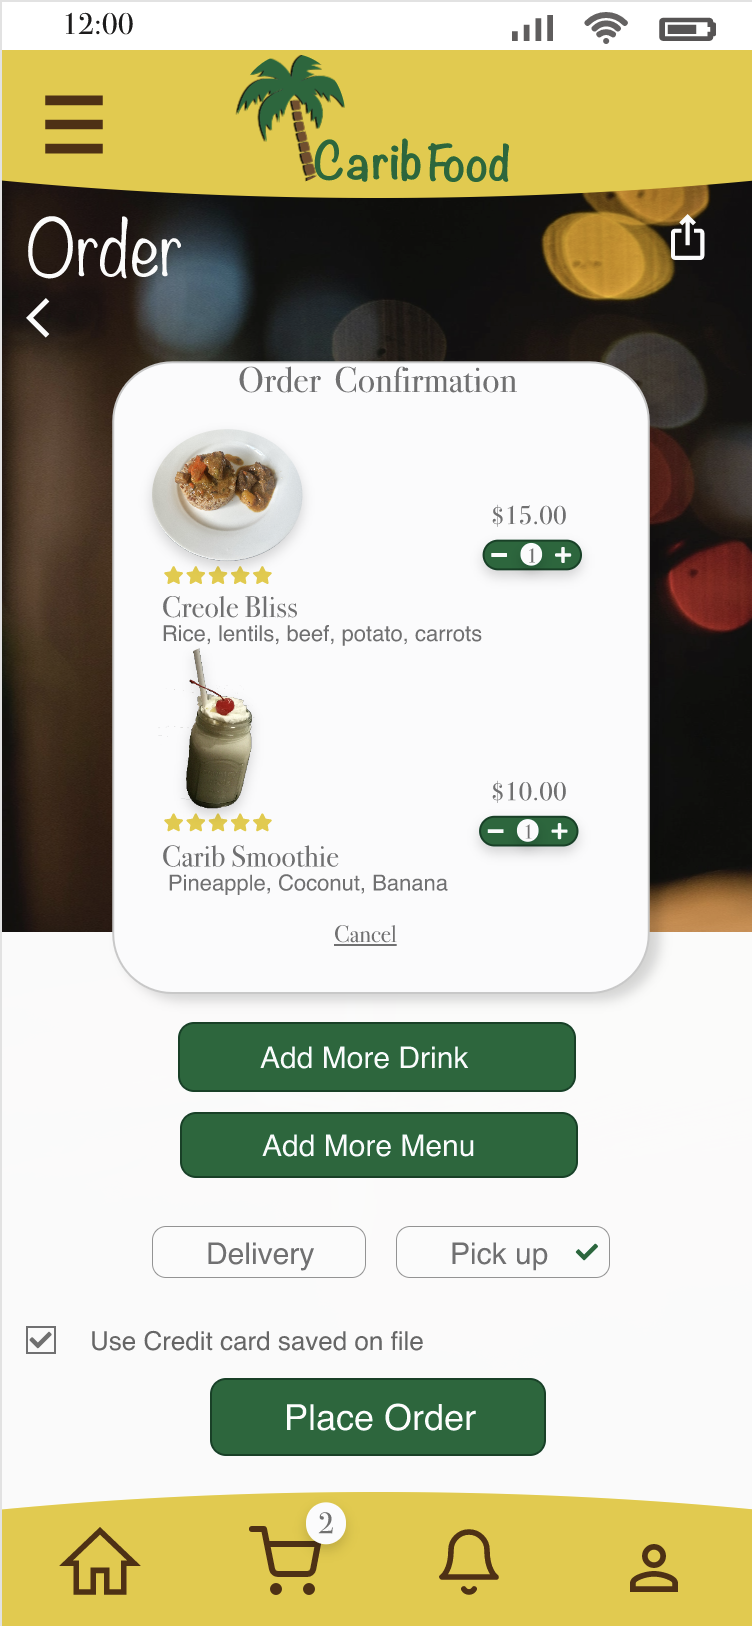 12:00
Carib Food
Order
Order Confirmation
$15.00
1
Creole Bliss
Rice, lentils, beef, potato, carrots
$10.00
1
Carib Smoothie
Pineapple, Coconut, Banana
Cancel
Add More Drink
Add More Menu
Delivery
Pick up
Use Credit card saved on file
Place Order
2